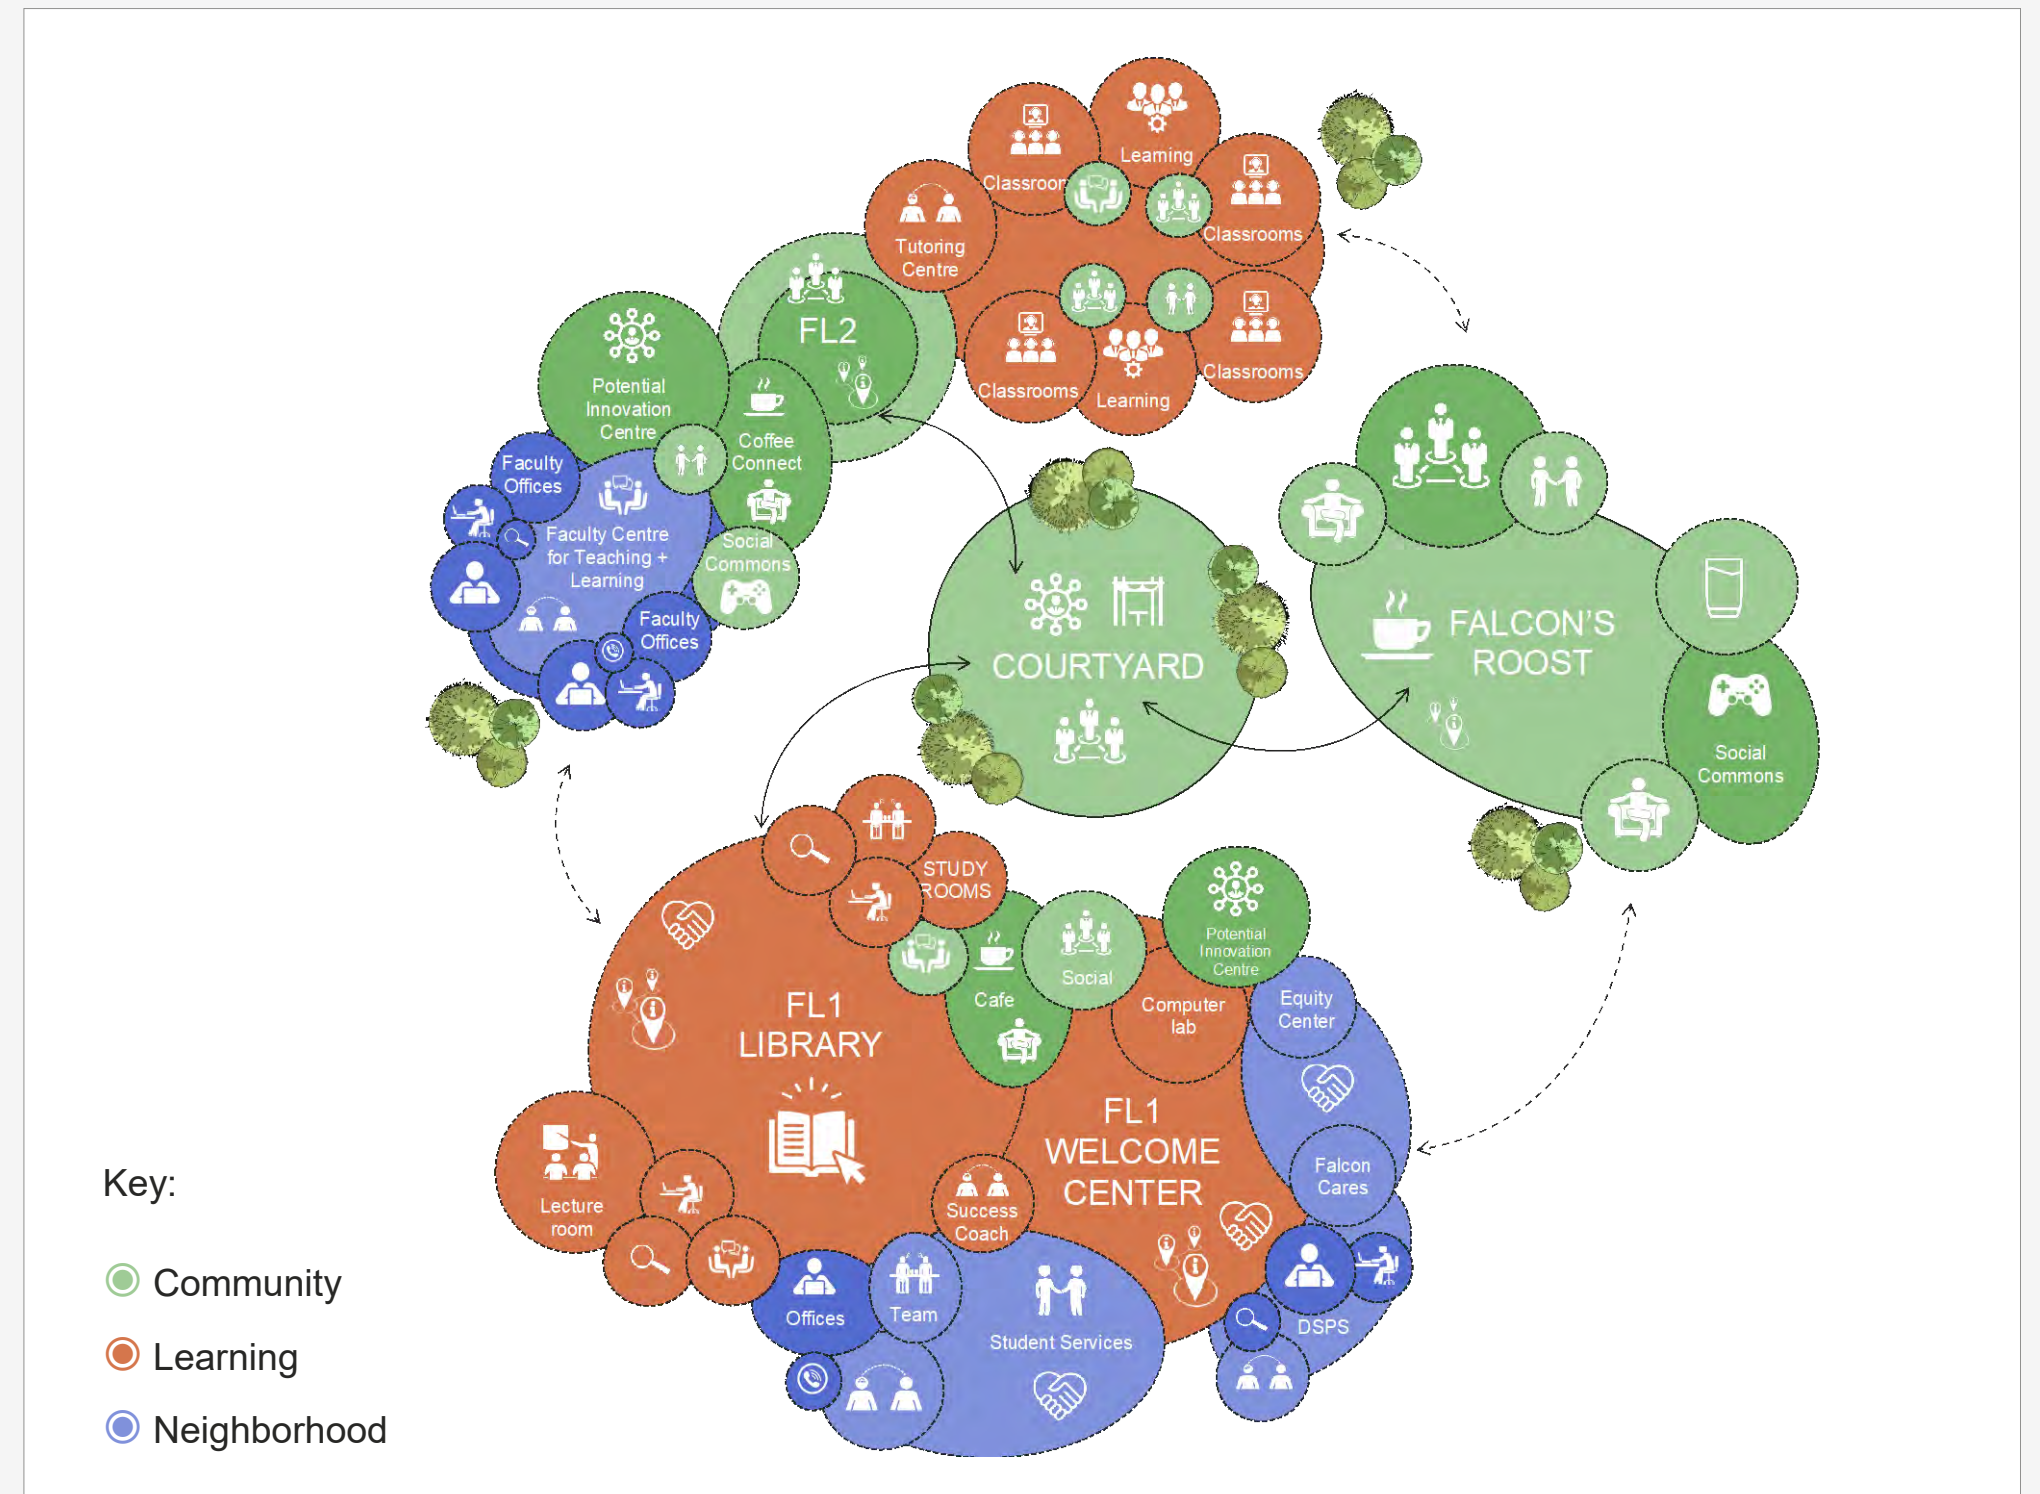 Learning
Classroom
Classrooms
Tutoring
Centre
FL2
Classrooms
Classrooms
Learning
Potential
Innovation
Centre
Coffee
Connect
Faculty
Offices
Faculty Centre
for Teaching +
Learning
Social
Commons
Faculty
Offices
COURTYARD
FALCON'S
ROOST
Social
Commons
STUDY
ROOMS
Potential
Innovation
Centre
Social
Cafe
Computer
lab
Equity
Center
FL1
LIBRARY
FL1
WELCOME
CENTER
Falcon
Cares
Lecture
room
Success
Coach
Offices
Team
Student Services
DSPS
Key:
Community
Learning
Neighborhood